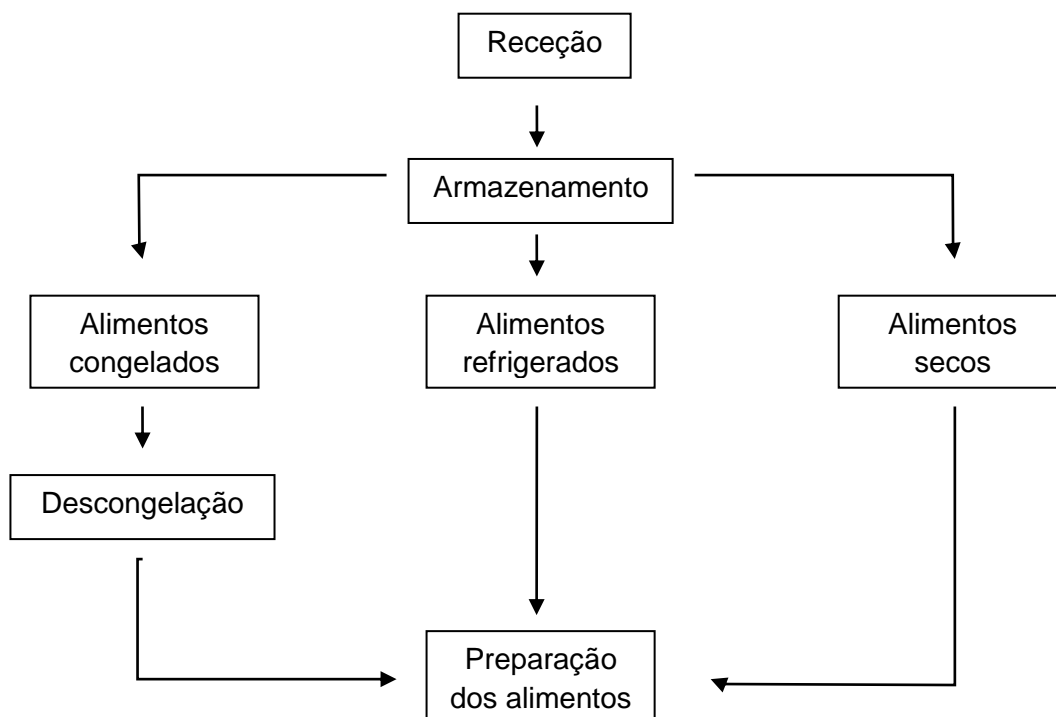 Receção
Armazenamento
Alimentos
congelados
Alimentos
refrigerados
Alimentos
secos
Descongelação
Preparação
dos alimentos